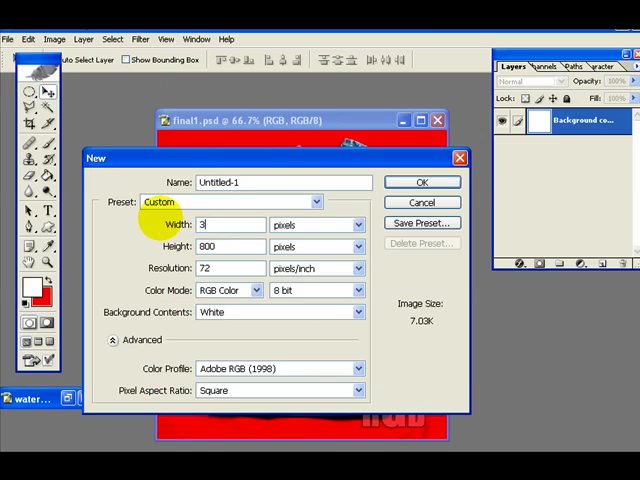 File Edit Image Layer Select Filter View Window Help
Auto Select Layer Show Bounding Box
Layers Channels Paths
Normal Opacity:
Lock: Fill:
Background co...
final1.psd @ 66.7% (RGB, RGB/8)
New
Name: Untitled-1 OK
Preset: Custom Cancel
Width: 3 pixels Save Preset...
Height: 800 pixels Delete Preset...
Resolution: 72 pixels/inch
Color Mode: RGB Color 8 bit
Image Size:
7.03K
Background Contents: White
Advanced
Color Profile: Adobe RGB (1998)
Pixel Aspect Ratio: Square
water...
RGB